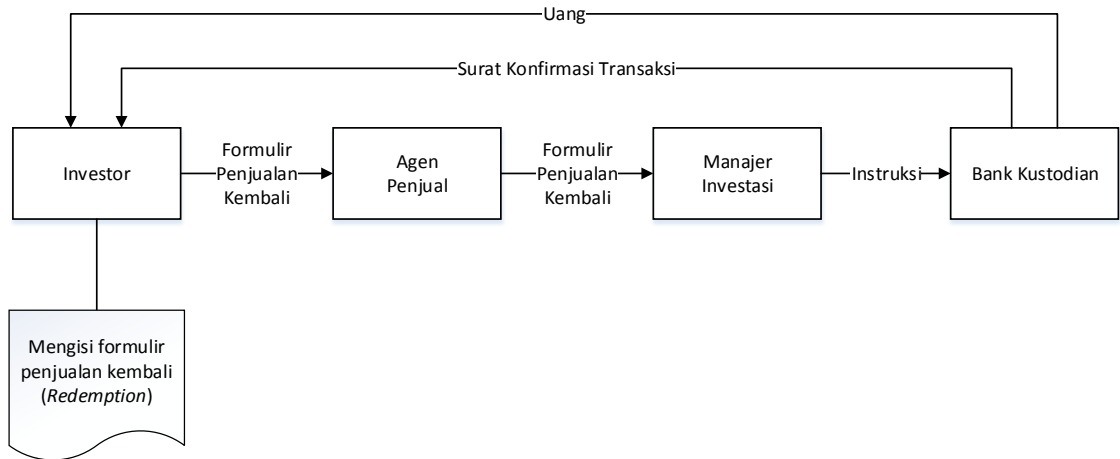 Uang
Surat Konfirmasi Transaksi
Investor
Formulir
Penjualan
Kembali
Agen
Penjual
Formulir
Penjualan
Kembali
Manajer
Investasi
Instruksi
Bank Kustodian
Mengisi formulir
penjualan kembali
(Redemption)